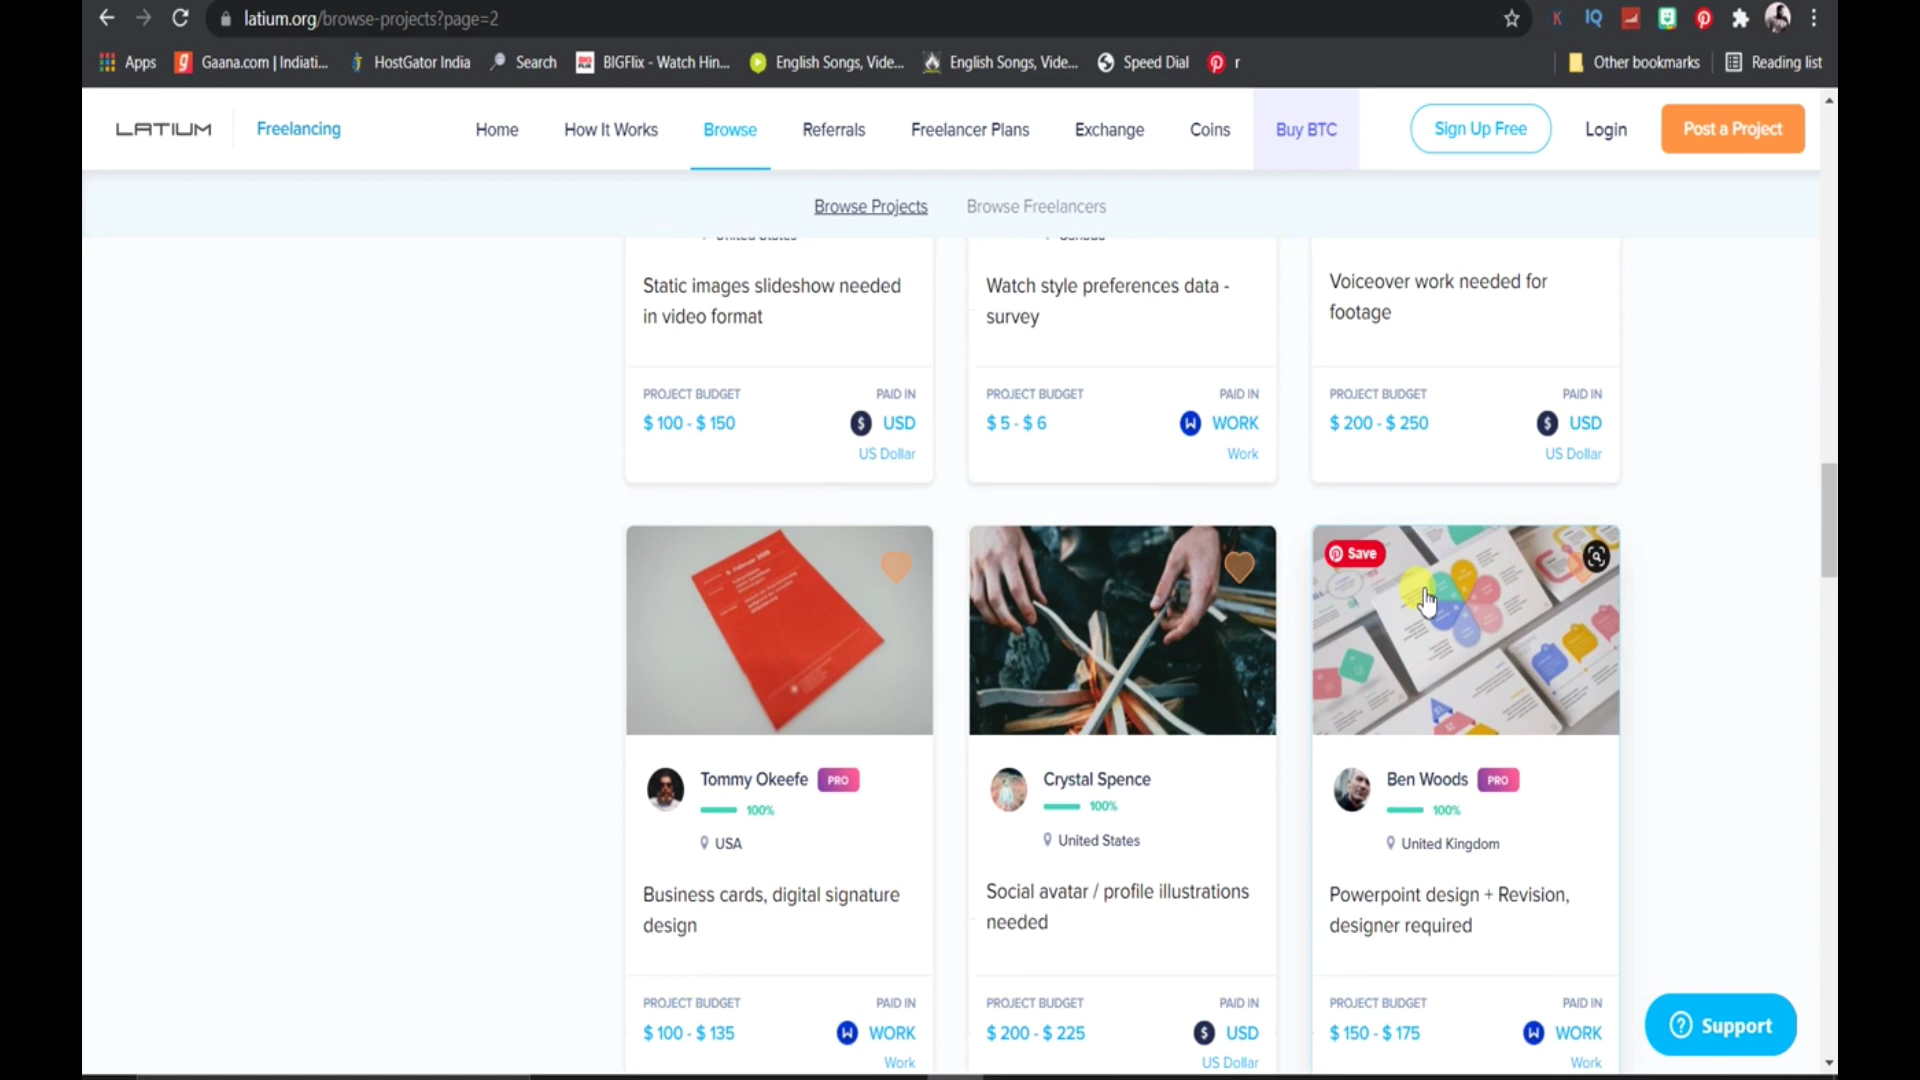 latium.org/browse-projects?page=2
K IQ
Apps Gaana.com | Indiati... HostGator India Search BIGFlix - Watch Hin... English Songs, Vide... English Songs, Vide... Speed Dial r Other bookmarks Reading list
LATIUM Freelancing Home How It Works Browse Referrals Freelancer Plans Exchange Coins Buy BTC Sign Up Free Login Post a Project
Browse Projects Browse Freelancers
United States Canada
Static images slideshow needed
in video format
PROJECT BUDGET PAID IN
$ 100 - $ 150 $ USD
US Dollar
Watch style preferences data -
survey
PROJECT BUDGET PAID IN
$ 5 - $ 6 W WORK
Work
Voiceover work needed for
footage
PROJECT BUDGET PAID IN
$ 200 - $ 250 $ USD
US Dollar
Tommy Okeefe PRO
100%
USA
Business cards, digital signature
design
PROJECT BUDGET PAID IN
$ 100 - $ 135 W WORK
Work
Crystal Spence
100%
United States
Social avatar / profile illustrations
needed
PROJECT BUDGET PAID IN
$ 200 - $ 225 $ USD
US Dollar
Save
Ben Woods PRO
100%
United Kingdom
Powerpoint design + Revision,
designer required
PROJECT BUDGET PAID IN
$ 150 - $ 175 W WORK
Work
? Support